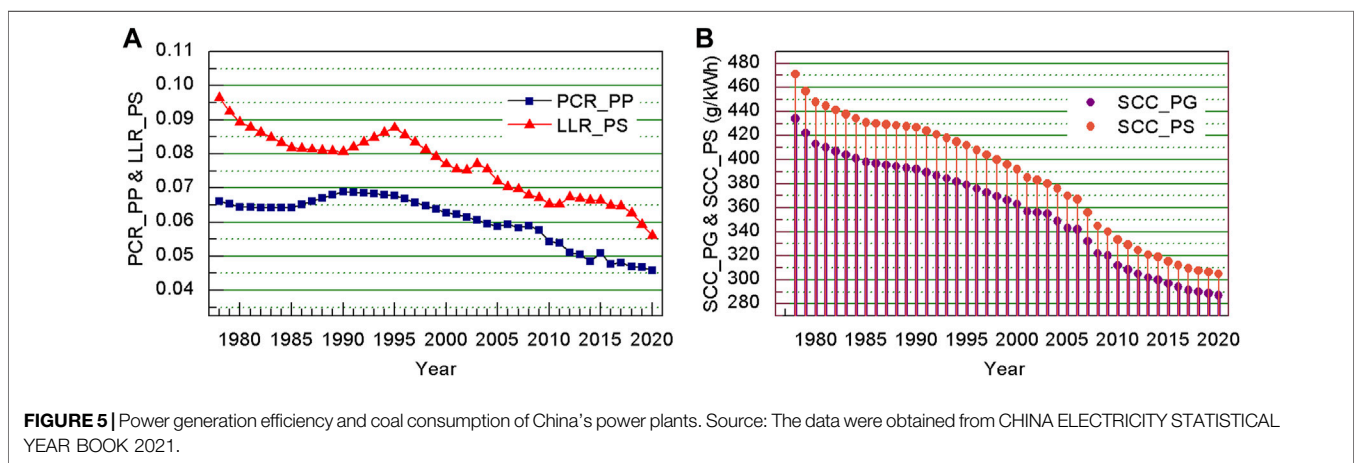 A
B
0.11
0.10
0.09
0.08
0.07
0.06
0.05
0.04
PCR_PP & LLR_PS
PCR_PP
LLR_PS
1980 1985 1990 1995 2000 2005 2010 2015 2020
Year
480
460
440
420
400
380
360
340
320
300
280
SCC_PG & SCC_PS (g/kWh)
SCC_PG
SCC_PS
1980 1985 1990 1995 2000 2005 2010 2015 2020
Year
FIGURE 5 | Power generation efficiency and coal consumption of China’s power plants. Source: The data were obtained from CHINA ELECTRICITY STATISTICAL
YEAR BOOK 2021.